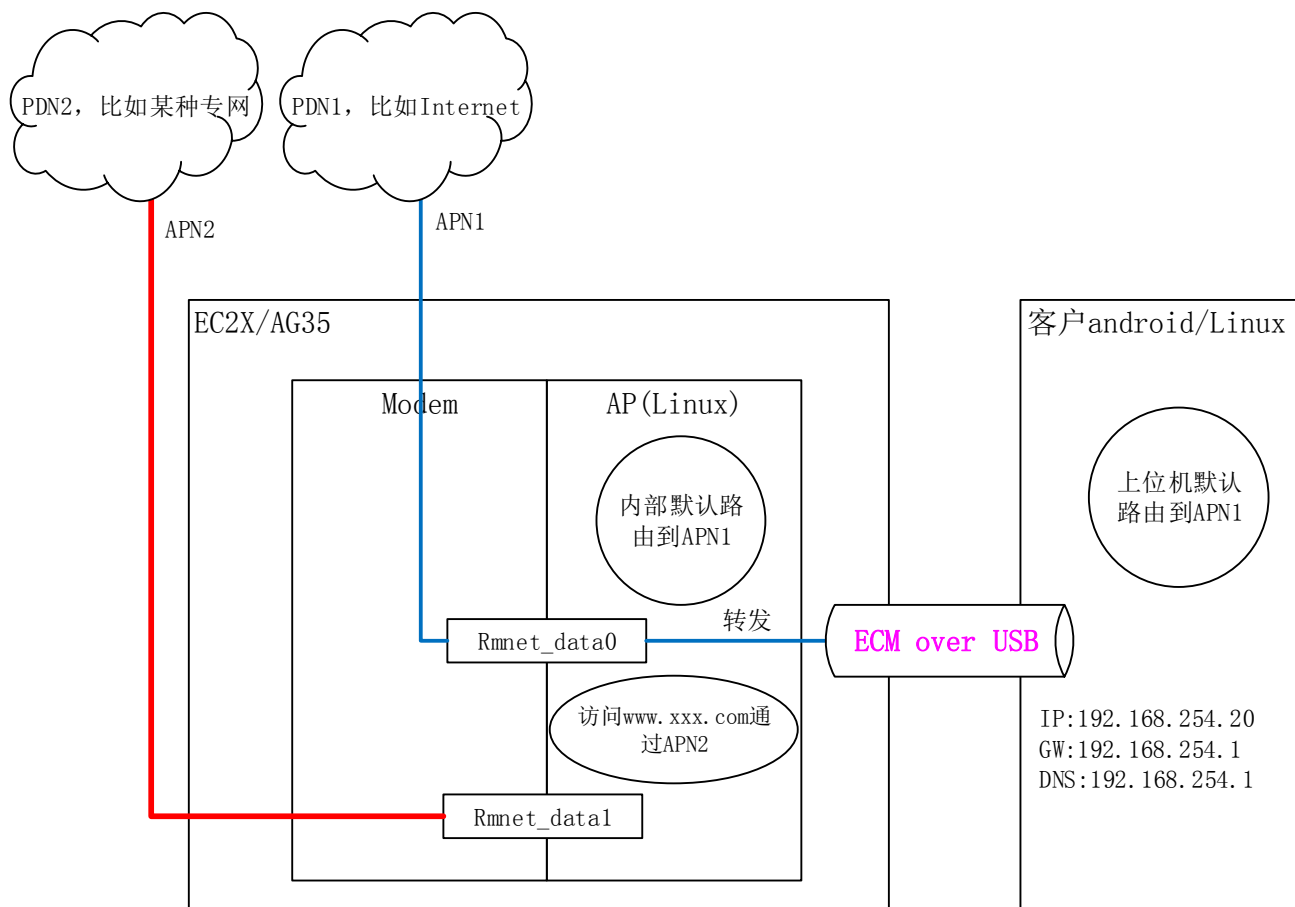 PDN2，比如某种专网
PDN1，比如Internet
APN2
APN1
EC2X/AG35
客户android/Linux
Modem
AP(Linux)
内部默认路
由到APN1
上位机默认
路由到APN1
转发
Rmnet_data0
ECM over USB
访问www.xxx.com通
过APN2
IP:192.168.254.20
GW:192.168.254.1
DNS:192.168.254.1
Rmnet_data1